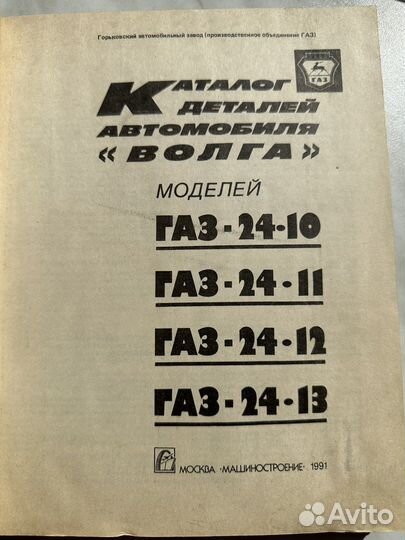 Горьковский автомобильный завод (производственное объединение ГАЗ)
ГАЗ
КАТАЛОГ
ДЕТАЛЕЙ
АВТОМОБИЛЯ
«ВОЛГА»
МОДЕЛЕЙ
ГАЗ-24-10
ГАЗ-24-11
ГАЗ-24-12
ГАЗ-24-13
МОСКВА «МАШИНОСТРОЕНИЕ» 1991
Avito